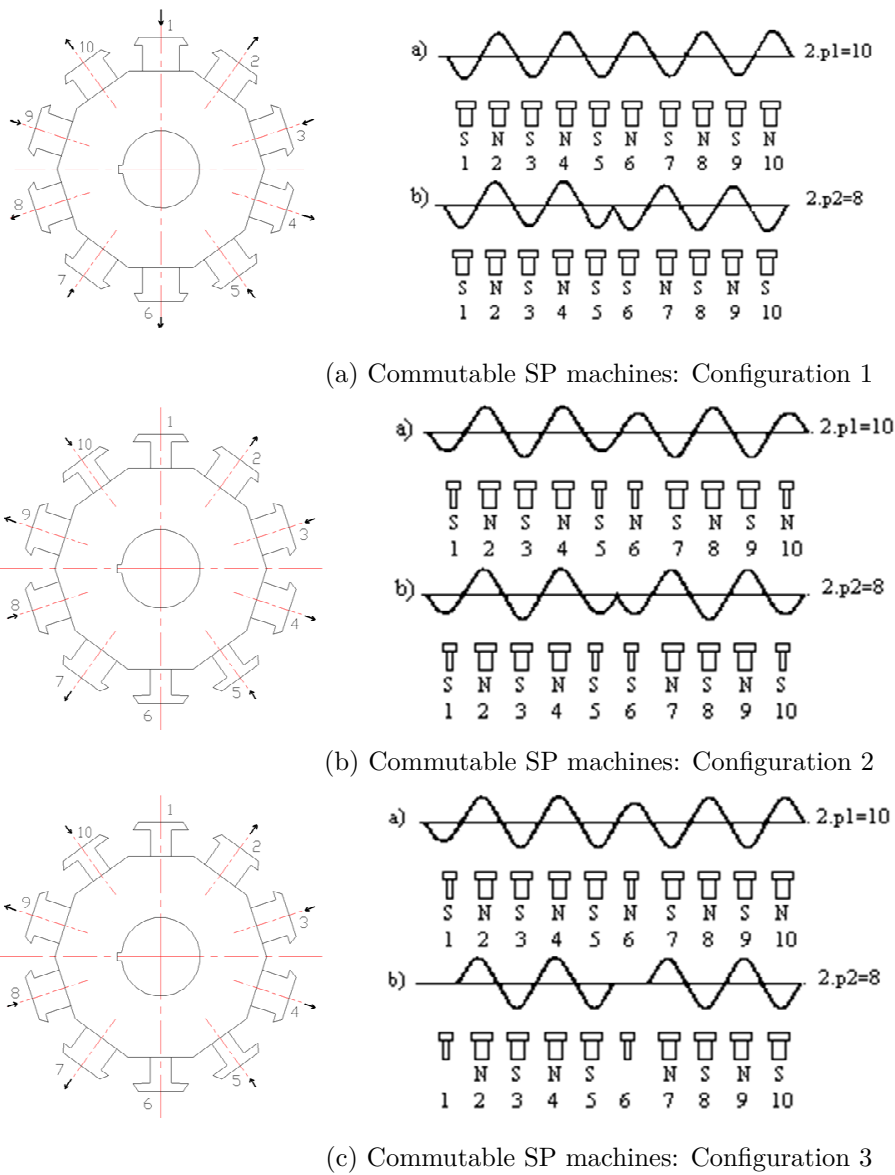 1
10
2
9
3
8
4
7
5
6
a) 2.p1=10
S N S N S N S N S N
1 2 3 4 5 6 7 8 9 10
b) 2.p2=8
S N S N S S N S N S
1 2 3 4 5 6 7 8 9 10
(a) Commutable SP machines: Configuration 1
1
10
2
9
3
8
4
7
5
6
a) 2.p1=10
S N S N S N S N S N
1 2 3 4 5 6 7 8 9 10
b) 2.p2=8
S N S N S S N S N S
1 2 3 4 5 6 7 8 9 10
(b) Commutable SP machines: Configuration 2
1
10
2
9
3
8
4
7
5
6
a) 2.p1=10
S N S N S N S N S N
1 2 3 4 5 6 7 8 9 10
b) 2.p2=8
N S N S N S N S
1 2 3 4 5 6 7 8 9 10
(c) Commutable SP machines: Configuration 3